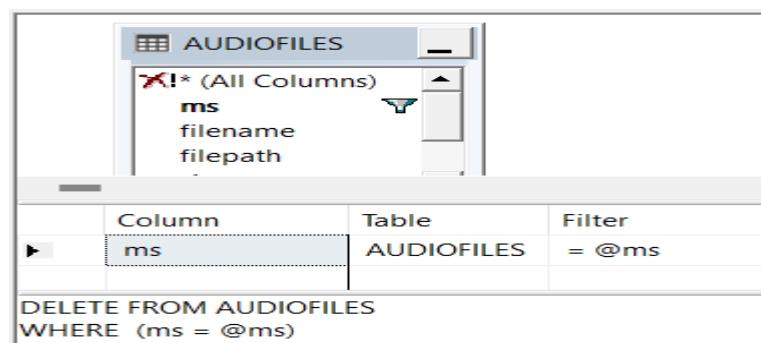 AUDIOFILES
* (All Columns)
ms
filename
filepath
Column Table Filter
ms AUDIOFILES = @ms
DELETE FROM AUDIOFILES
WHERE (ms = @ms)